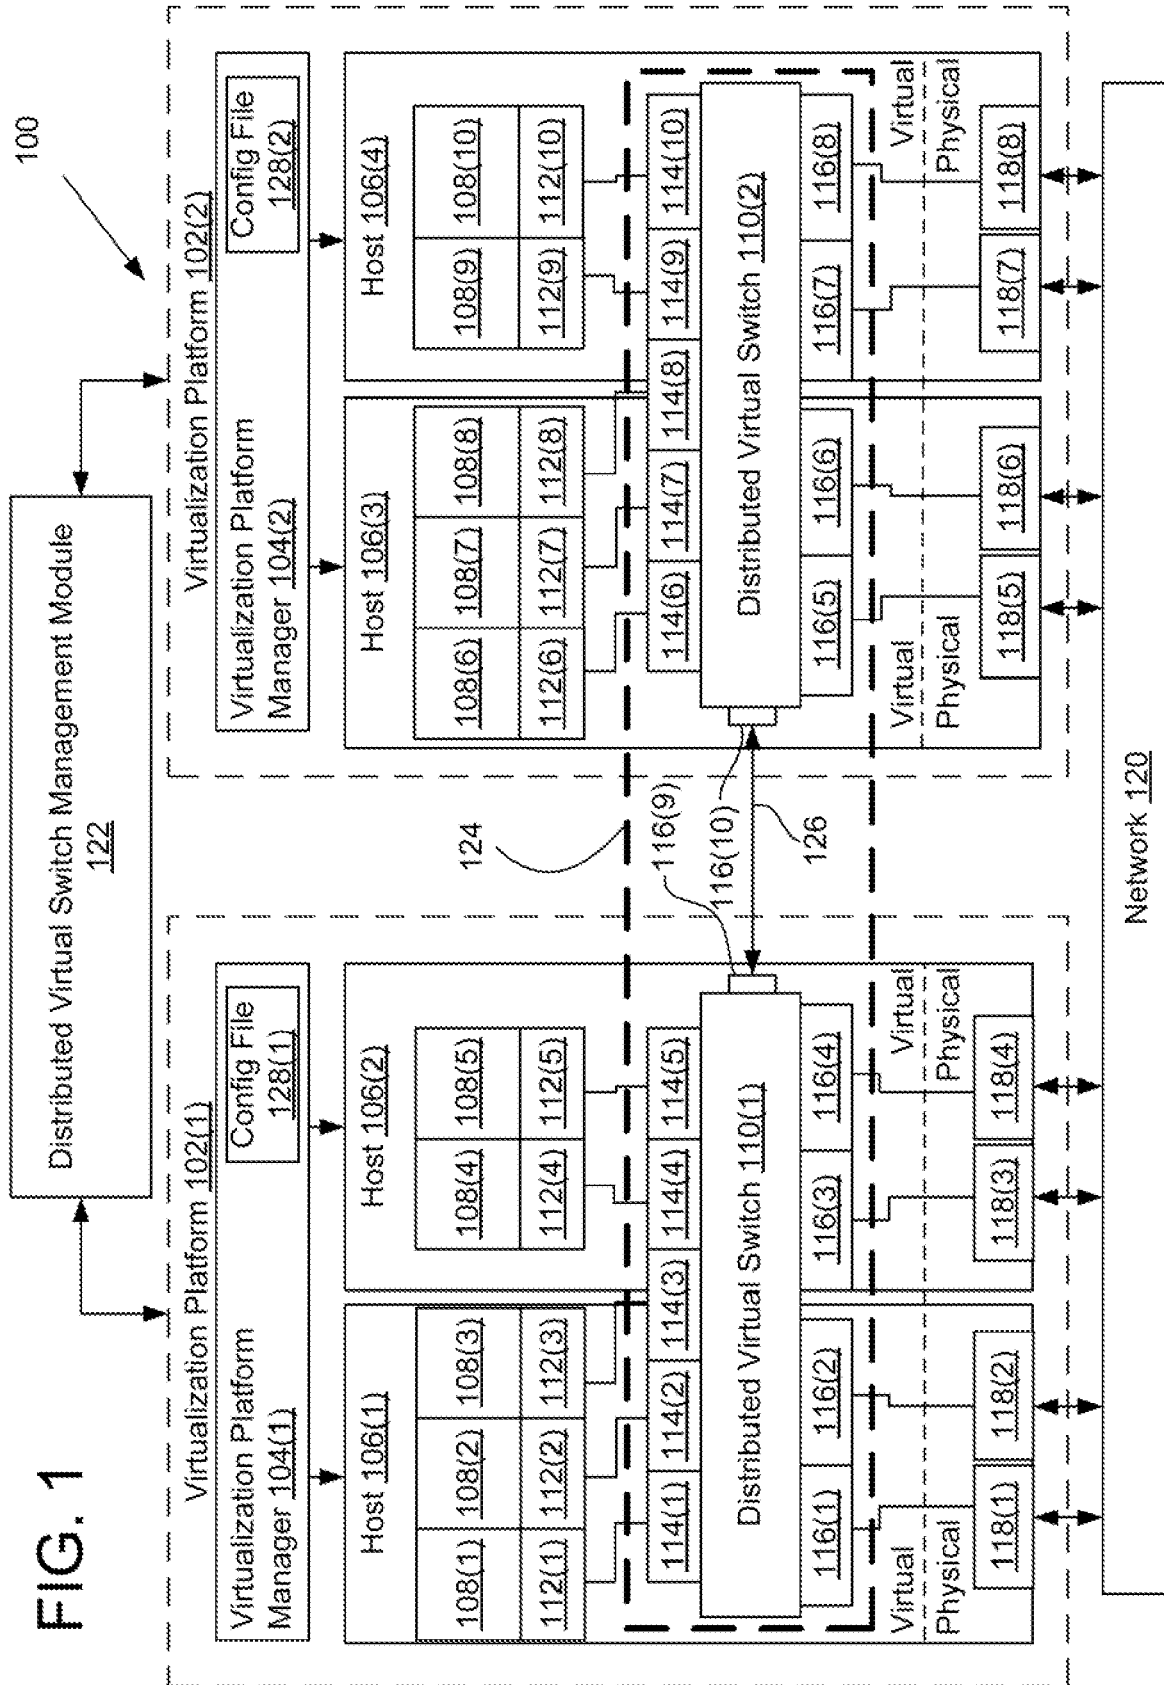 FIG. 1
100
Distributed Virtual Switch Management Module
122
Virtualization Platform 102(1)
Virtualization Platform
Manager 104(1)
Config File
128(1)
Host 106(1)
108(1) 108(2) 108(3)
112(1) 112(2) 112(3)
Host 106(2)
108(4) 108(5)
112(4) 112(5)
114(1) 114(2) 114(3) 114(4) 114(5)
Distributed Virtual Switch 110(1)
116(1) 116(2) 116(3) 116(4)
Virtual
Physical
Virtual
Physical
118(1) 118(2) 118(3) 118(4)
124
116(9)
116(10)
126
Virtualization Platform 102(2)
Virtualization Platform
Manager 104(2)
Config File
128(2)
Host 106(3)
108(6) 108(7) 108(8)
112(6) 112(7) 112(8)
Host 106(4)
108(9) 108(10)
112(9) 112(10)
114(6) 114(7) 114(8) 114(9) 114(10)
Distributed Virtual Switch 110(2)
116(5) 116(6) 116(7) 116(8)
Virtual
Physical
Virtual
Physical
118(5) 118(6) 118(7) 118(8)
Network 120